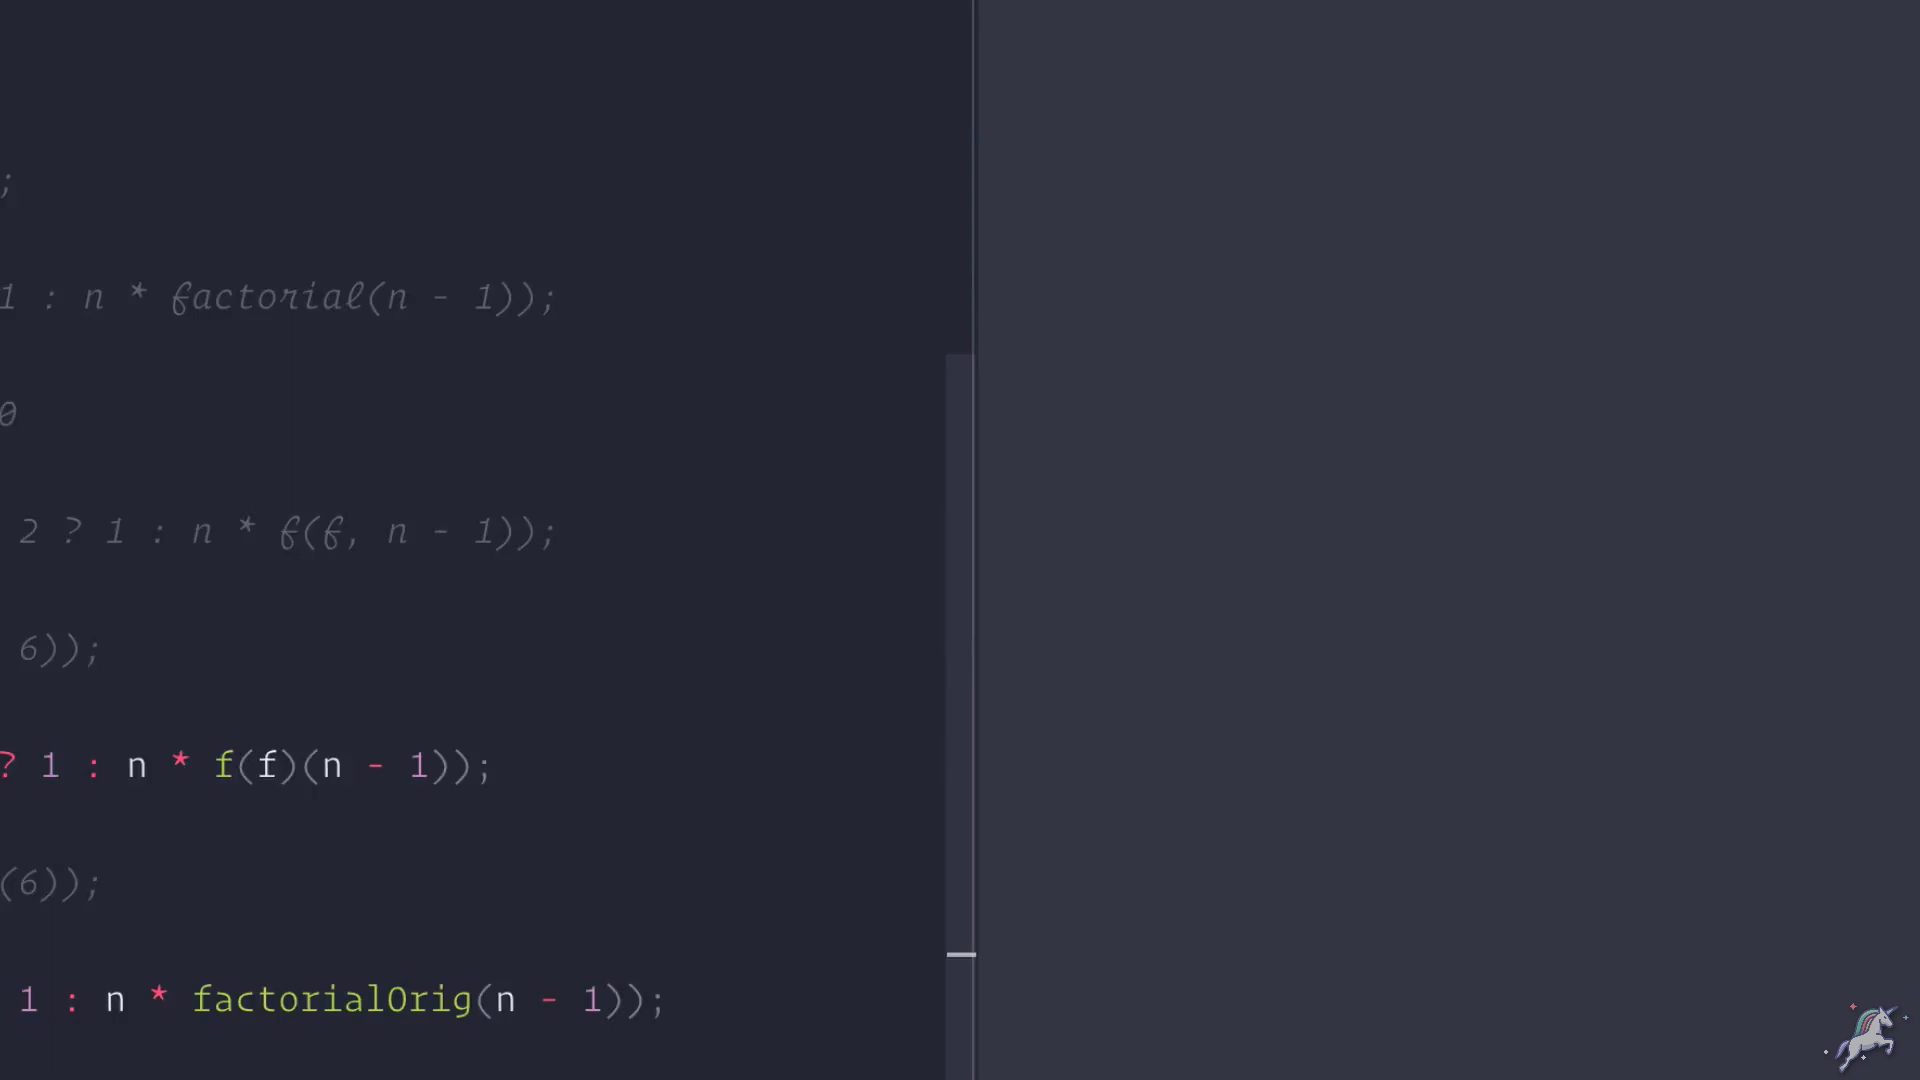 ;
1 : n * factorial(n - 1));
0
2 ? 1 : n * f(f, n - 1));
6));
? 1 : n * f(f)(n - 1));
(6));
1 : n * factorialOrig(n - 1));